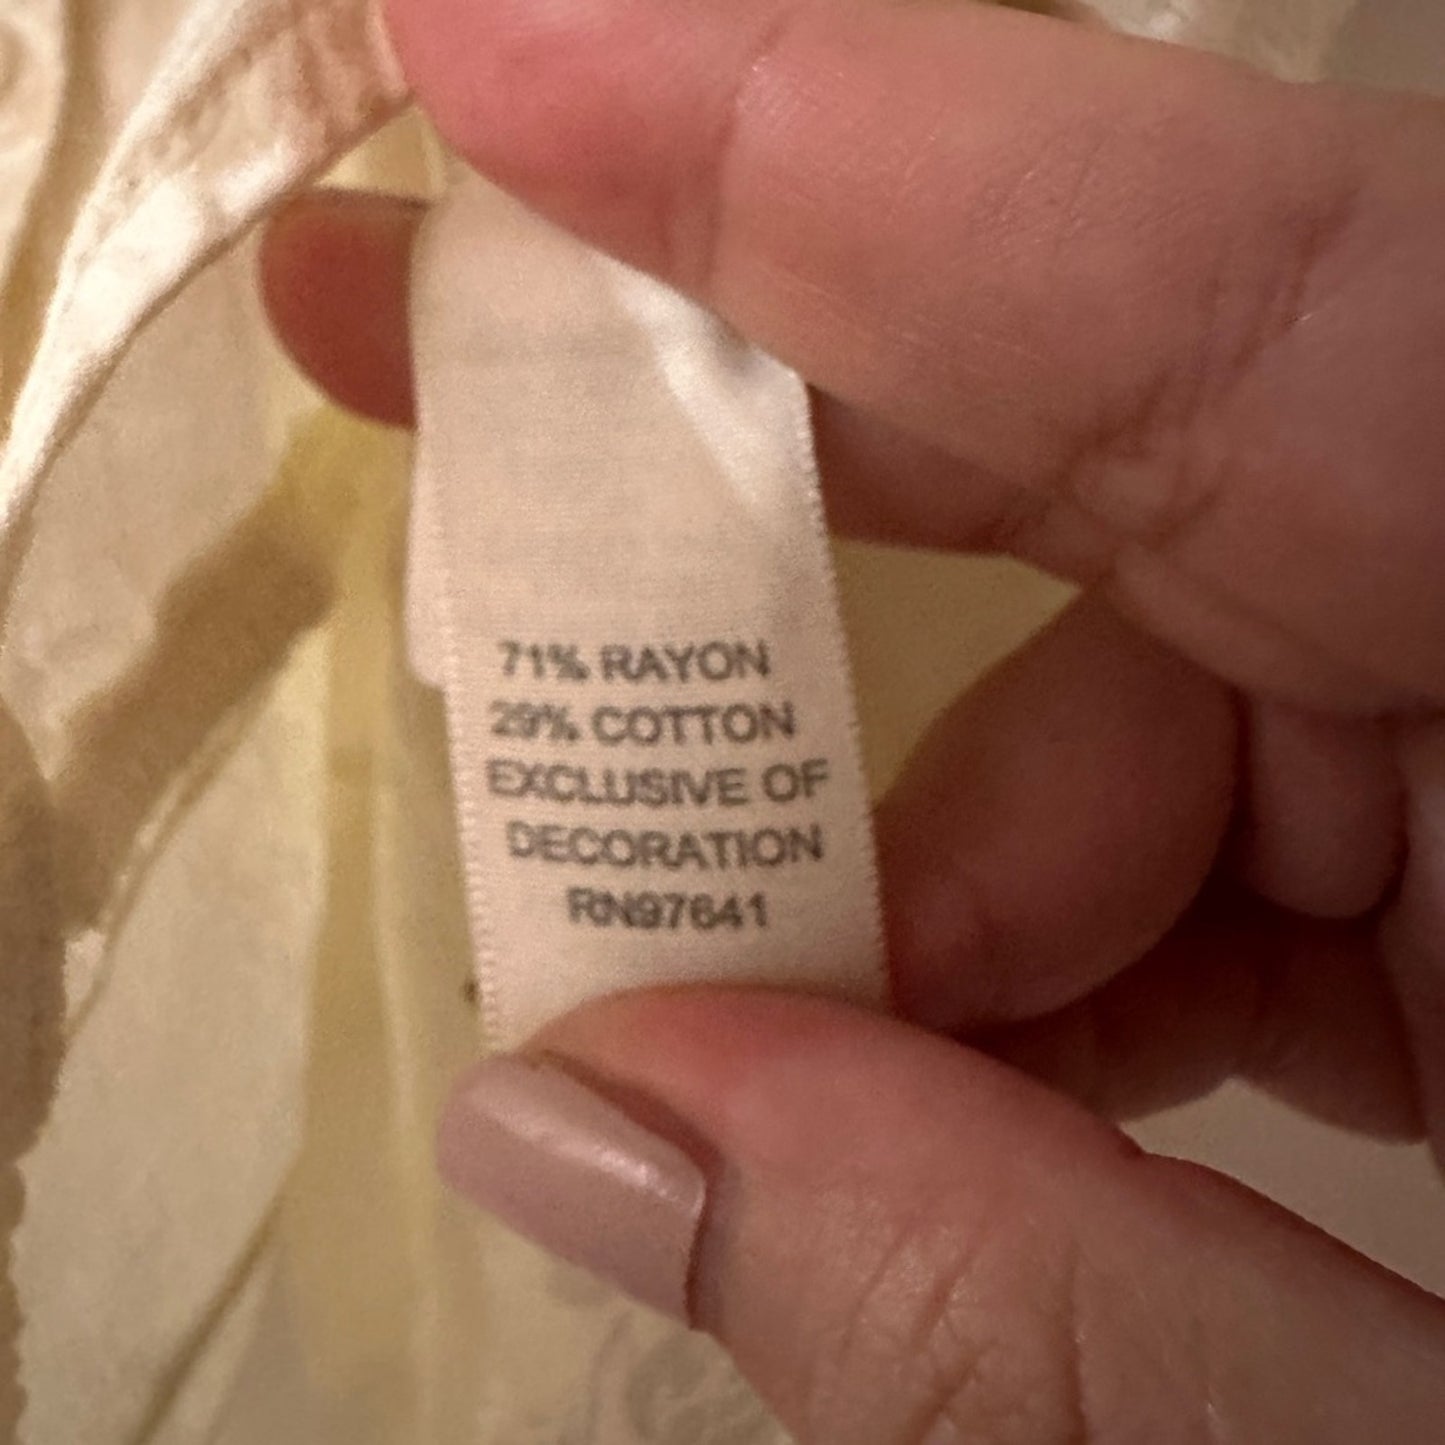 71% RAYON
29% COTTON
EXCLUSIVE OF
DECORATION
RN97641